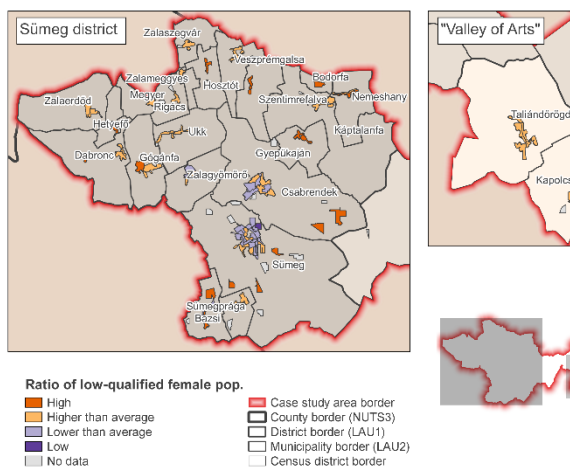 Sümeg district
"Valley of Arts"
Zalaszegvár
Veszprémgalsa
Zalameggyes
Hosztót
Bodorfa
Zalaerdőd
Megyer
Rigács
Szentimrefalva
Nemeshany
Hetyefő
Ukk
Káptalanfa
Dabronc
Gógánfa
Gyepükaján
Zalagyömörő
Csabrendek
Sümeg
Sümegprága
Bazsi
Taliándörögd
Kapolcs
Ratio of low-qualified female pop.
High
Higher than average
Lower than average
Low
No data
Case study area border
County border (NUTS3)
District border (LAU1)
Municipality border (LAU2)
Census district border